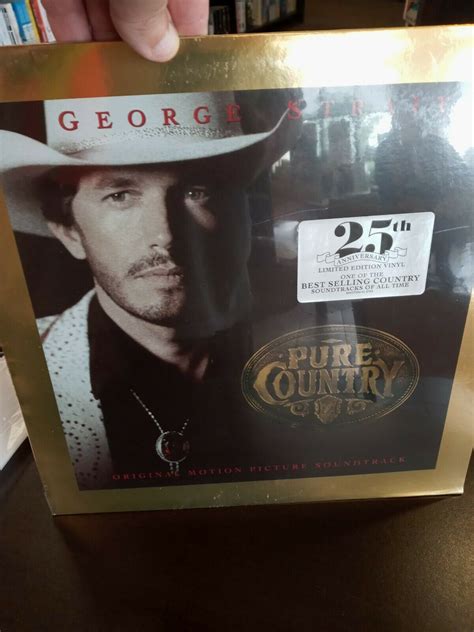 GEORGE STRAIT
25th
ANNIVERSARY
LIMITED EDITION VINYL
ONE OF THE
BEST SELLING COUNTRY
SOUNDTRACKS OF ALL TIME
PURE
COUNTRY
ORIGINAL MOTION PICTURE SOUNDTRACK